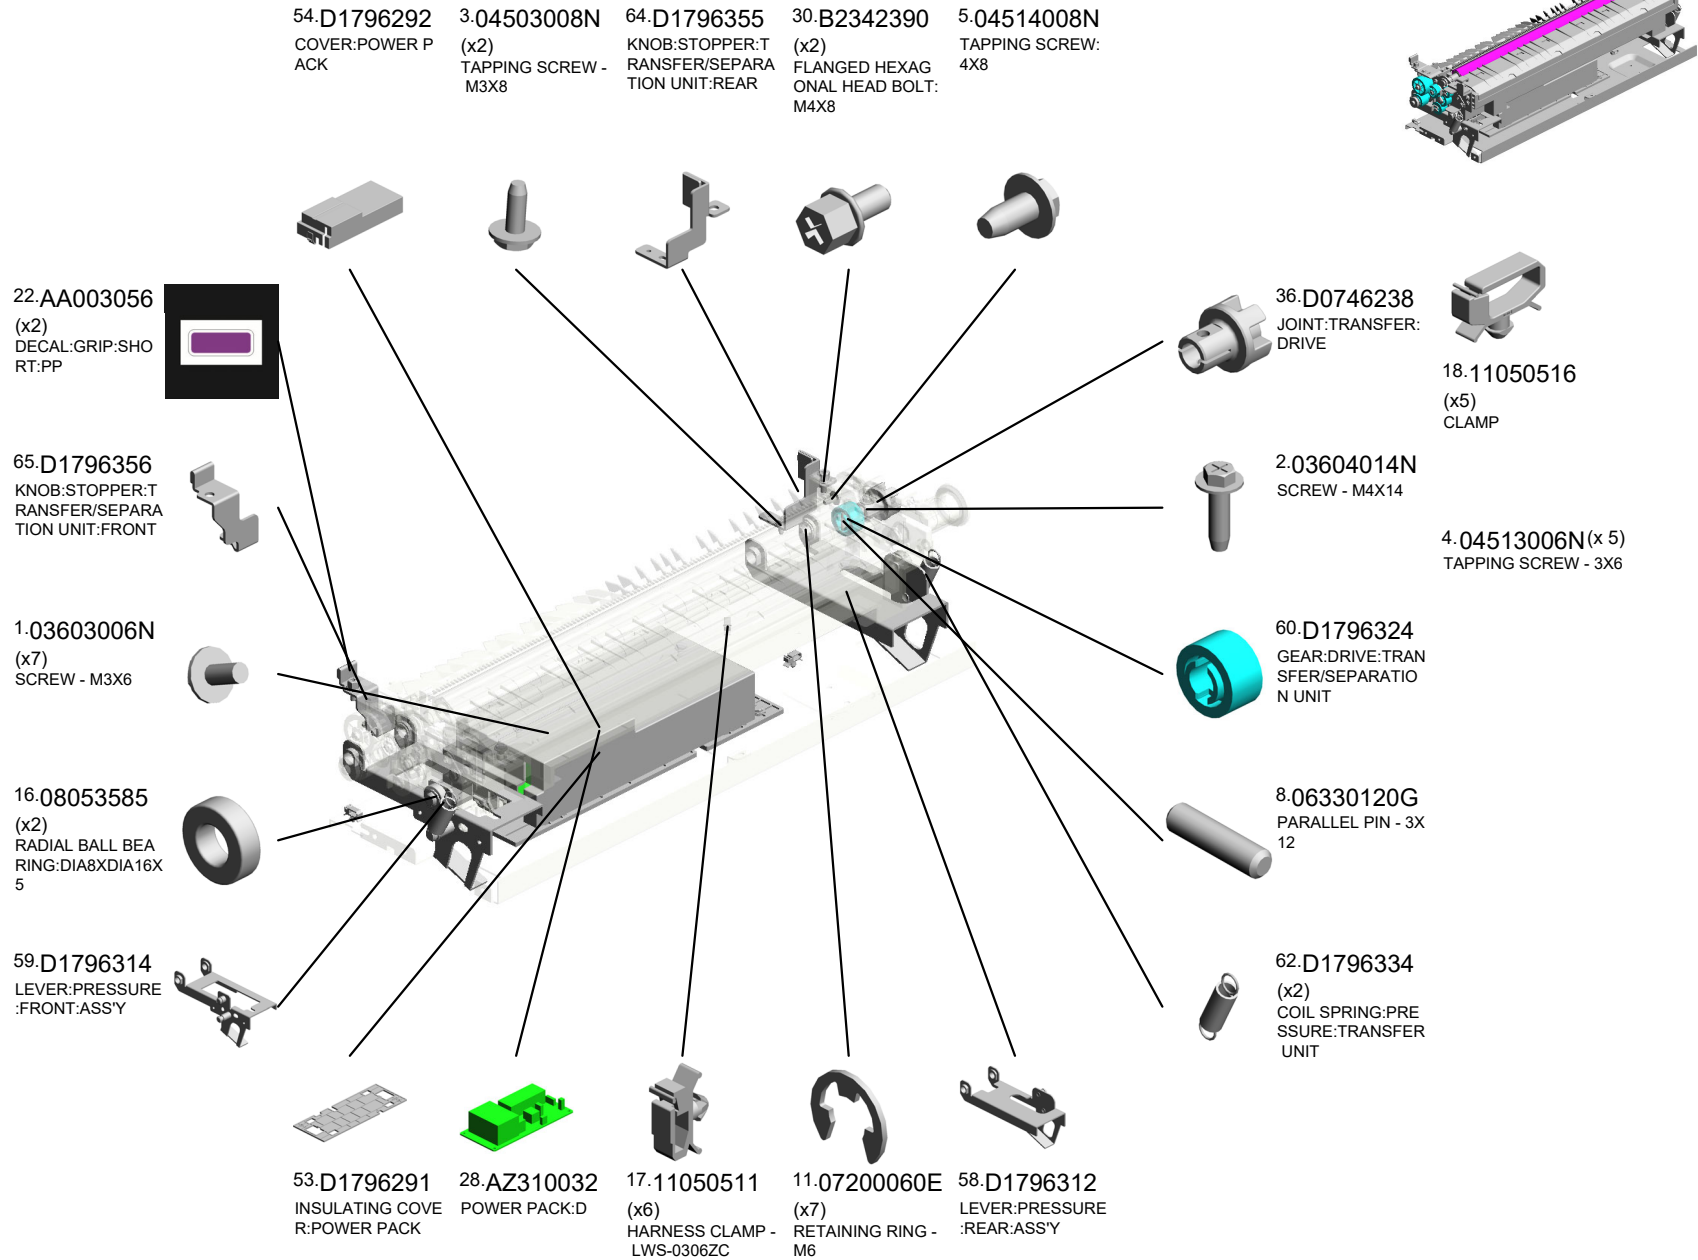 54.D1796292
COVER:POWER P
ACK
3.04503008N
(x2)
TAPPING SCREW -
M3X8
64.D1796355
KNOB:STOPPER:T
RANSFER/SEPARA
TION UNIT:REAR
30.B2342390
(x2)
FLANGED HEXAG
ONAL HEAD BOLT:
M4X8
5.04514008N
TAPPING SCREW:
4X8
22.AA003056
(x2)
DECAL:GRIP:SHO
RT:PP
36.D0746238
JOINT:TRANSFER:
DRIVE
18.11050516
(x5)
CLAMP
65.D1796356
KNOB:STOPPER:T
RANSFER/SEPARA
TION UNIT:FRONT
2.03604014N
SCREW - M4X14
4.04513006N(x 5)
TAPPING SCREW - 3X6
1.03603006N
(x7)
SCREW - M3X6
60.D1796324
GEAR:DRIVE:TRAN
SFER/SEPARATIO
N UNIT
16.08053585
(x2)
RADIAL BALL BEA
RING:DIA8XDIA16X
5
8.06330120G
PARALLEL PIN - 3X
12
59.D1796314
LEVER:PRESSURE
:FRONT:ASS'Y
62.D1796334
(x2)
COIL SPRING:PRE
SSURE:TRANSFER
UNIT
53.D1796291
INSULATING COVE
R:POWER PACK
28.AZ310032
POWER PACK:D
17.11050511
(x6)
HARNESS CLAMP -
LWS-0306ZC
11.07200060E
(x7)
RETAINING RING -
M6
58.D1796312
LEVER:PRESSURE
:REAR:ASS'Y